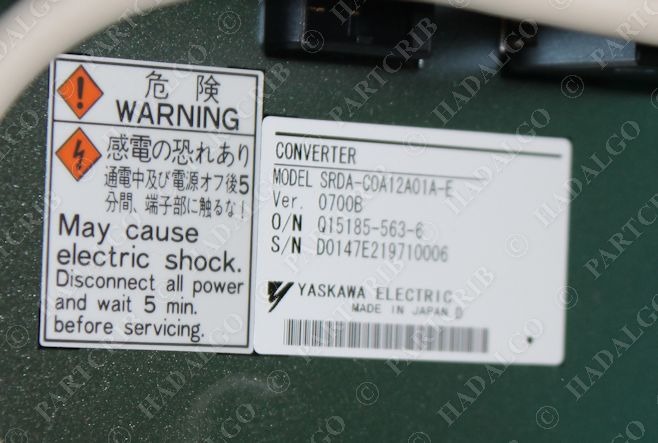 危険
WARNING
感電の恐れあり
通電中及び電源オフ後5
分間、端子部に触るな!
May cause
electric shock.
Disconnect all power
and wait 5 min.
before servicing.
CONVERTER
MODEL SRDA-COA12A01A-E
Ver. 0700B
O/N Q15185-563-6
S/N D0147E219710006
YASKAWA ELECTRIC
MADE IN JAPAN D
© HADALGO
PARTCRIB